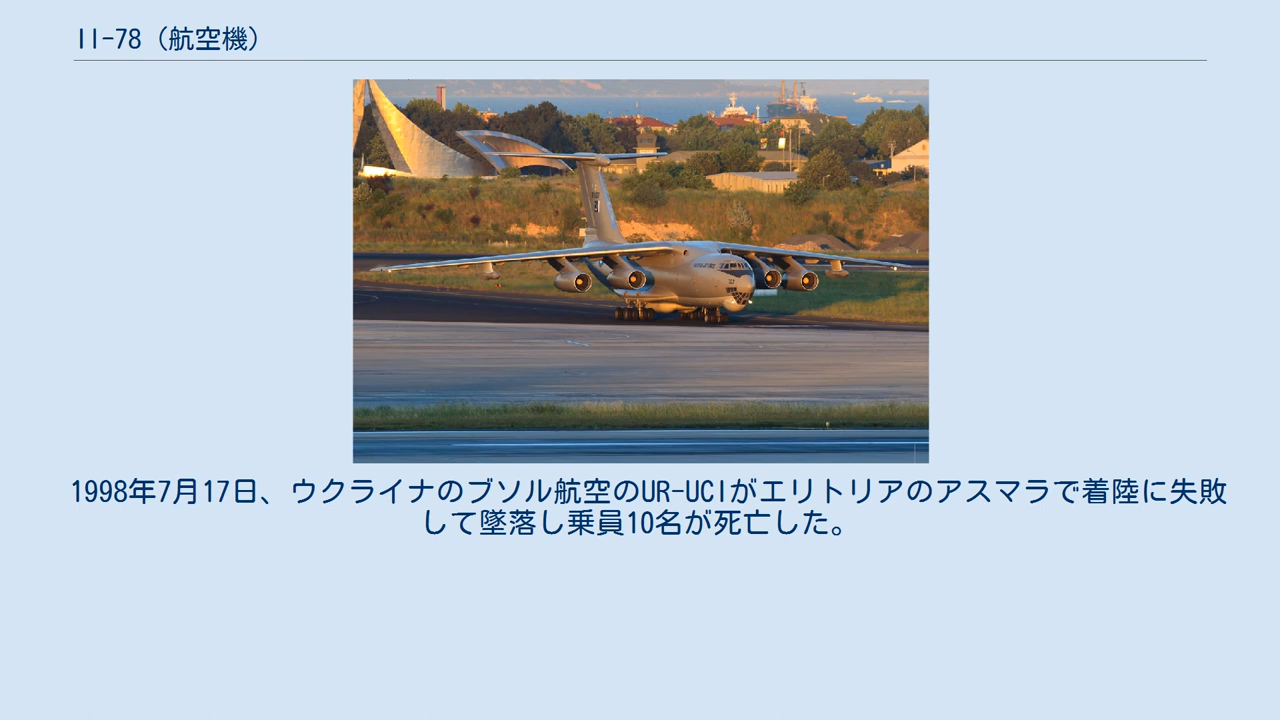 Il-78（航空機）
1998年7月17日、ウクライナのブソル航空のUR-UCIがエリトリアのアスマラで着陸に失敗
して墜落し乗員10名が死亡した。